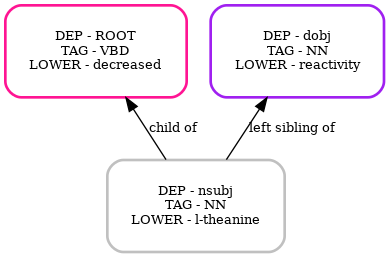 DEP - ROOT
TAG - VBD
LOWER - decreased
DEP - dobj
TAG - NN
LOWER - reactivity
child of
left sibling of
DEP - nsubj
TAG - NN
LOWER - l-theanine